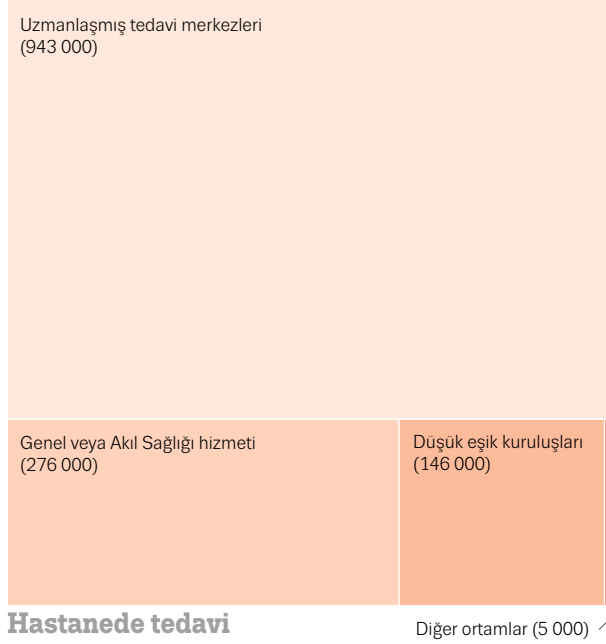 Uzmanlaşmış tedavi merkezleri
(943 000)
Genel veya Akıl Sağlığı hizmeti
(276 000)
Düşük eşik kuruluşları
(146 000)
Hastanede tedavi
Diğer ortamlar (5 000)